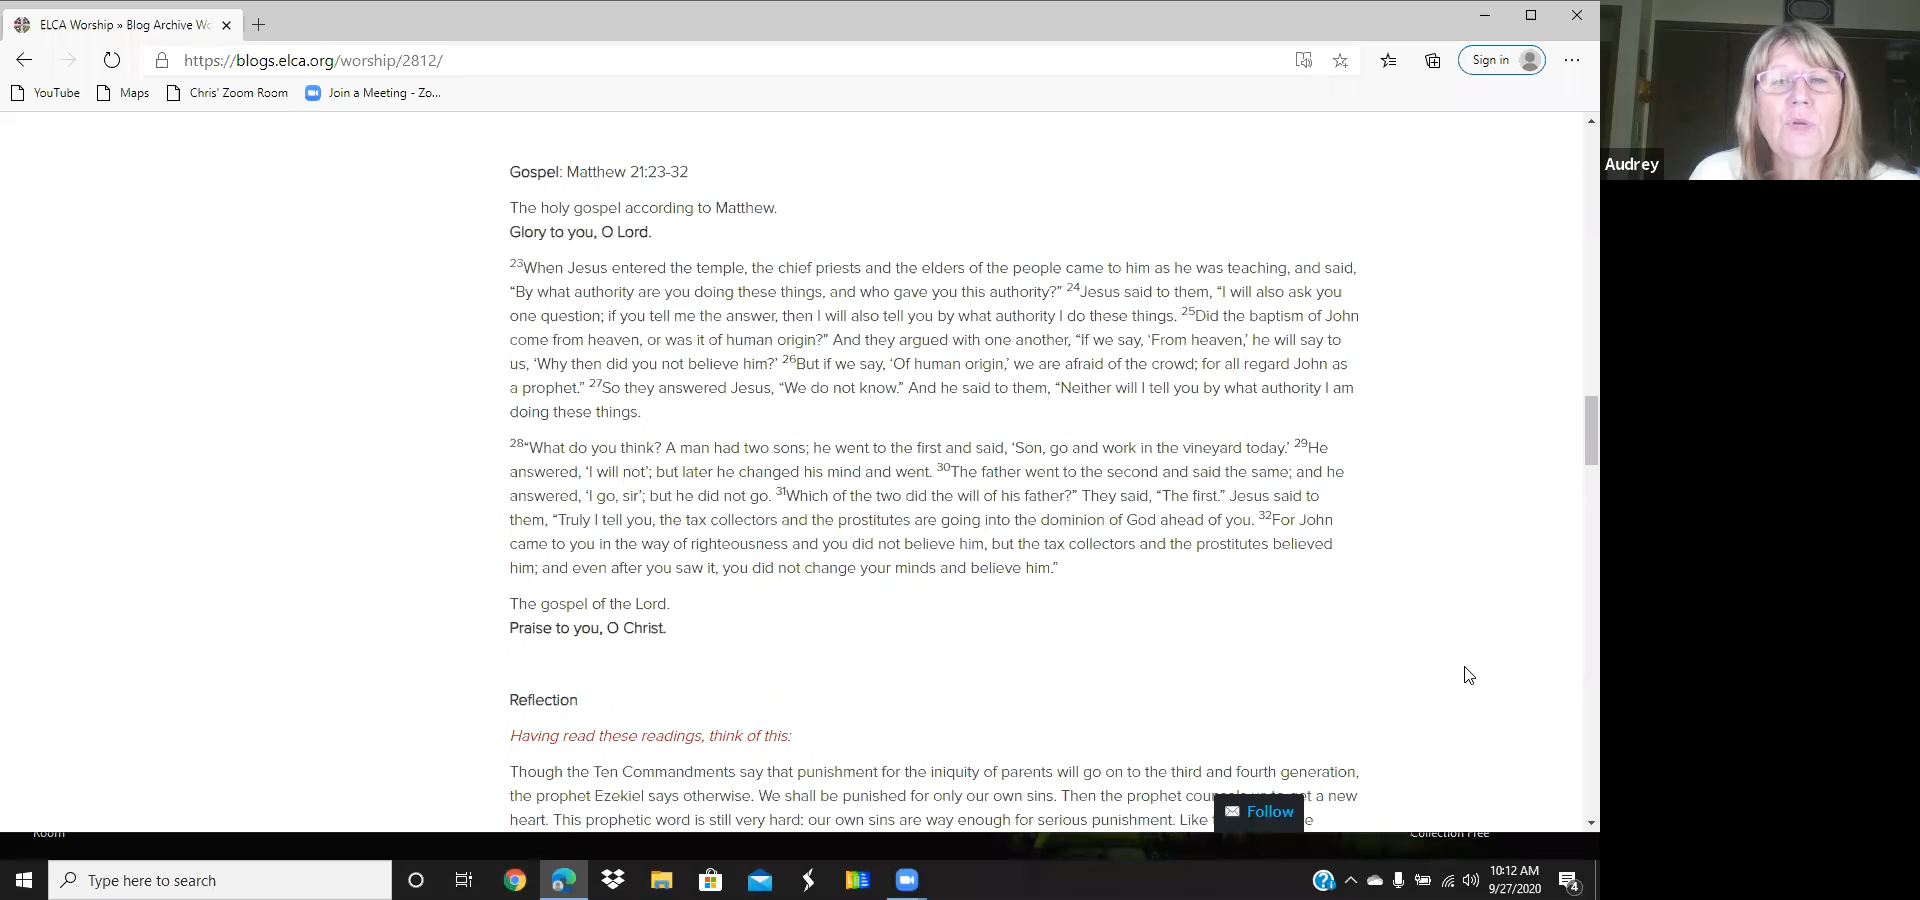 ELCA Worship » Blog Archive Wo
https://blogs.elca.org/worship/2812/
Sign in
YouTube
Maps
Chris' Zoom Room
Join a Meeting - Zo...
Audrey
Gospel: Matthew 21:23-32
The holy gospel according to Matthew.
Glory to you, O Lord.
23When Jesus entered the temple, the chief priests and the elders of the people came to him as he was teaching, and said,
“By what authority are you doing these things, and who gave you this authority?” 24Jesus said to them, “I will also ask you
one question; if you tell me the answer, then I will also tell you by what authority I do these things. 25Did the baptism of John
come from heaven, or was it of human origin?” And they argued with one another, “If we say, ‘From heaven,’ he will say to
us, ‘Why then did you not believe him?’ 26But if we say, ‘Of human origin,’ we are afraid of the crowd; for all regard John as
a prophet.” 27So they answered Jesus, “We do not know.” And he said to them, “Neither will I tell you by what authority I am
doing these things.
28“What do you think? A man had two sons; he went to the first and said, ‘Son, go and work in the vineyard today.’ 29He
answered, ‘I will not’; but later he changed his mind and went. 30The father went to the second and said the same; and he
answered, ‘I go, sir’; but he did not go. 31Which of the two did the will of his father?” They said, “The first.” Jesus said to
them, “Truly I tell you, the tax collectors and the prostitutes are going into the dominion of God ahead of you. 32For John
came to you in the way of righteousness and you did not believe him, but the tax collectors and the prostitutes believed
him; and even after you saw it, you did not change your minds and believe him.”
The gospel of the Lord.
Praise to you, O Christ.
Reflection
Having read these readings, think of this:
Though the Ten Commandments say that punishment for the iniquity of parents will go on to the third and fourth generation,
the prophet Ezekiel says otherwise. We shall be punished for only our own sins. Then the prophet to get a new
heart. This prophetic word is still very hard: our own sins are way enough for serious punishment. Like
Follow
Room
Collection Free
Type here to search
10:12 AM
9/27/2020
4